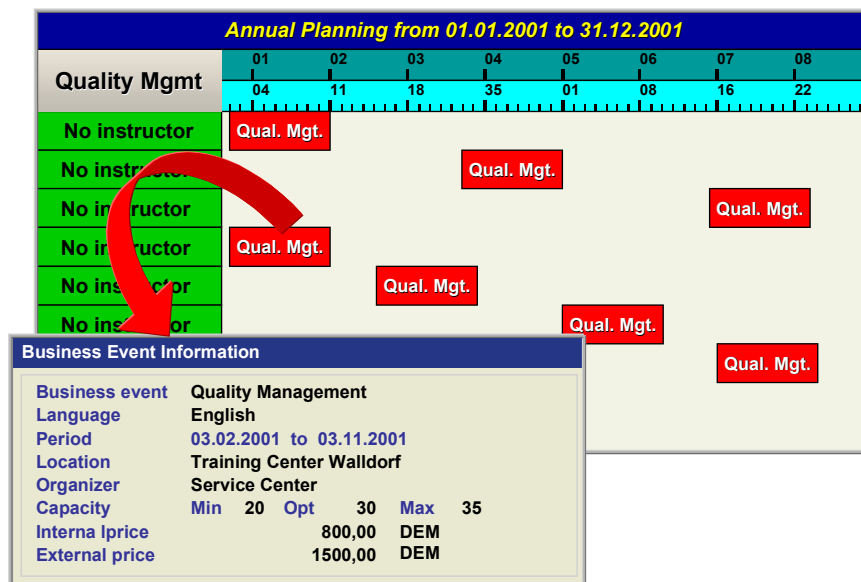 Annual Planning from 01.01.2001 to 31.12.2001
Quality Mgmt
01 02 03 04 05 06 07 08
04 11 18 35 01 08 16 22
No instructor Qual. Mgt.
No instructor Qual. Mgt.
No instructor Qual. Mgt.
No instructor Qual. Mgt.
No instructor Qual. Mgt.
No instructor Qual. Mgt.
Qual. Mgt.
Business Event Information
Business event Quality Management
Language English
Period 03.02.2001 to 03.11.2001
Location Training Center Walldorf
Organizer Service Center
Capacity Min 20 Opt 30 Max 35
Interna lprice 800,00 DEM
External price 1500,00 DEM